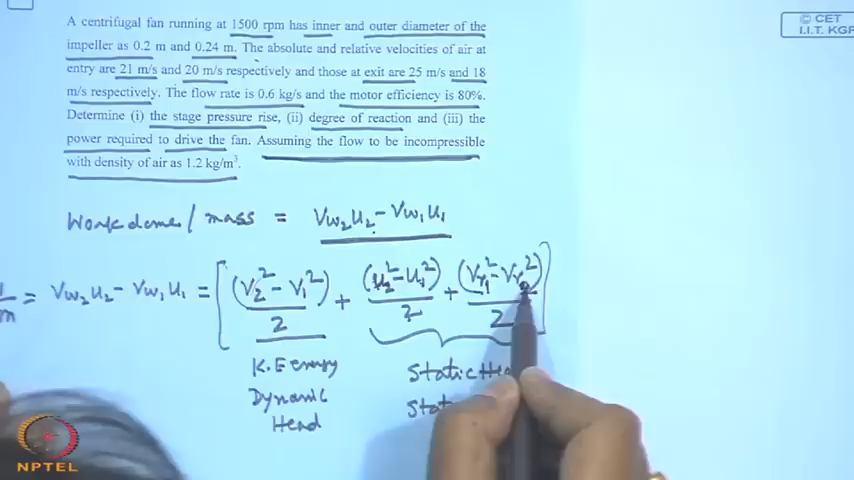 © CET
I.I.T. KGP
A centrifugal fan running at 1500 rpm has inner and outer diameter of the
impeller as 0.2 m and 0.24 m. The absolute and relative velocities of air at
entry are 21 m/s and 20 m/s respectively and those at exit are 25 m/s and 18
m/s respectively. The flow rate is 0.6 kg/s and the motor efficiency is 80%.
Determine (i) the stage pressure rise, (ii) degree of reaction and (iii) the
power required to drive the fan. Assuming the flow to be incompressible
with density of air as 1.2 kg/m³.
Workdone / mass = Vw₂u₂ - Vw₁u₁
/m = Vw₂u₂ - Vw₁u₁ = [ (V₂² - V₁²)/2 + (u₂² - u₁²)/2 + (Vr₁² - Vr₂²)/2 ]
K.Eenergy Static
Dynamic Stat
Head
NPTEL